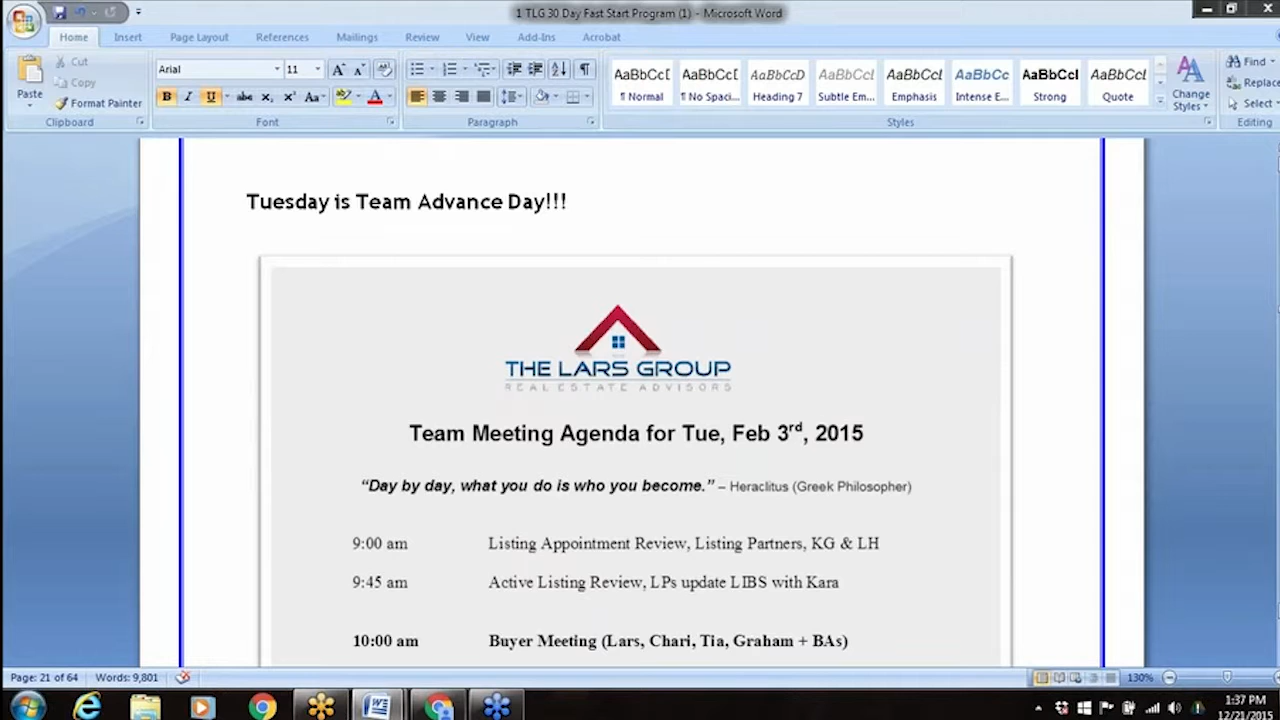 1 TLG 30 Day Fast Start Program (1) - Microsoft Word
Home Insert Page Layout References Mailings Review View Add-Ins Acrobat
Paste
Cut
Copy
Format Painter
Clipboard
Arial 11
B I U abc x₂ x² Aa
Font
Paragraph
AaBbCcI AaBbCcI AaBbCcD AaBbCcI AaBbCcI AaBbCc AaBbCcI AaBbCcI
¶ Normal ¶ No Spaci... Heading 7 Subtle Em... Emphasis Intense E... Strong Quote
Change Styles
Styles
Find
Replace
Select
Editing
Tuesday is Team Advance Day!!!
THE LARS GROUP
REAL ESTATE ADVISORS
Team Meeting Agenda for Tue, Feb 3rd, 2015
“Day by day, what you do is who you become.” – Heraclitus (Greek Philosopher)
9:00 am Listing Appointment Review, Listing Partners, KG & LH
9:45 am Active Listing Review, LPs update LIBS with Kara
10:00 am Buyer Meeting (Lars, Chari, Tia, Graham + BAs)
Page: 21 of 64 Words: 9,801 130%
1:37 PM
12/21/2015